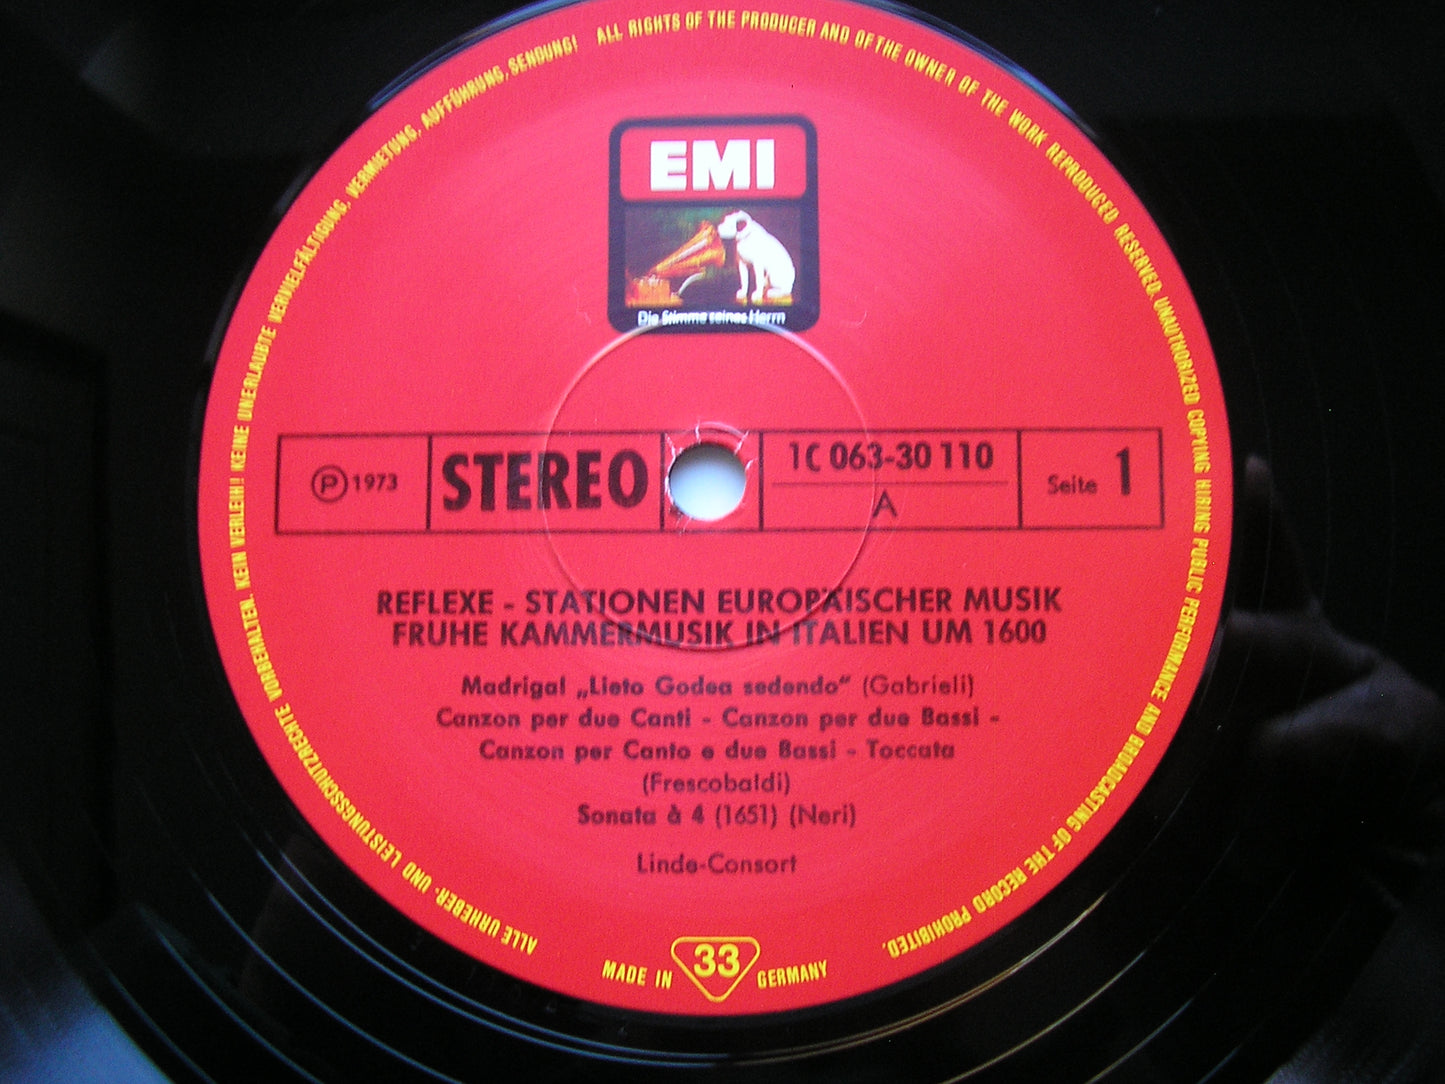 ALL RIGHTS OF THE PRODUCER AND OF THE OWNER OF THE WORK REPRODUCED RESERVED. UNAUTHORIZED COPYING HIRING PUBLIC PERFORMANCE AND BROADCASTING OF THE RECORD PROHIBITED.
ALLE URHEBER- UND LEISTUNGSSCHUTZRECHTE VORBEHALTEN. KEIN VERLEIH! KEINE UNERLAUBTE VERVIELFÄLTIGUNG, VERMIETUNG, AUFFÜHRUNG, SENDUNG!
EMI
Die Stimme seines Herrn
Ⓟ 1973
STEREO
1C 063-30 110
A
Seite 1
REFLEXE - STATIONEN EUROPÄISCHER MUSIK
FRUHE KAMMERMUSIK IN ITALIEN UM 1600
Madrigal „Lieto Godea sedendo“ (Gabrieli)
Canzon per due Canti - Canzon per due Bassi -
Canzon per Canto e due Bassi - Toccata
(Frescobaldi)
Sonata à 4 (1651) (Neri)
Linde-Consort
MADE IN 33 GERMANY